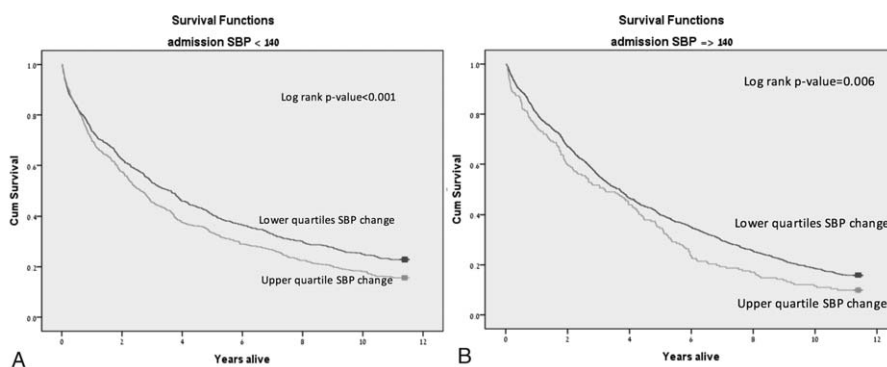 Survival Functions
admission SBP < 140
Log rank p-value<0.001
Cum Survival
1.0
0.8
0.6
0.4
0.2
0.0
Lower quartiles SBP change
Upper quartile SBP change
0
2
4
6
8
10
12
Years alive
A
Survival Functions
admission SBP => 140
Log rank p-value=0.006
Cum Survival
1.0
0.8
0.6
0.4
0.2
0.0
Lower quartiles SBP change
Upper quartile SBP change
0
2
4
6
8
10
12
Years alive
B